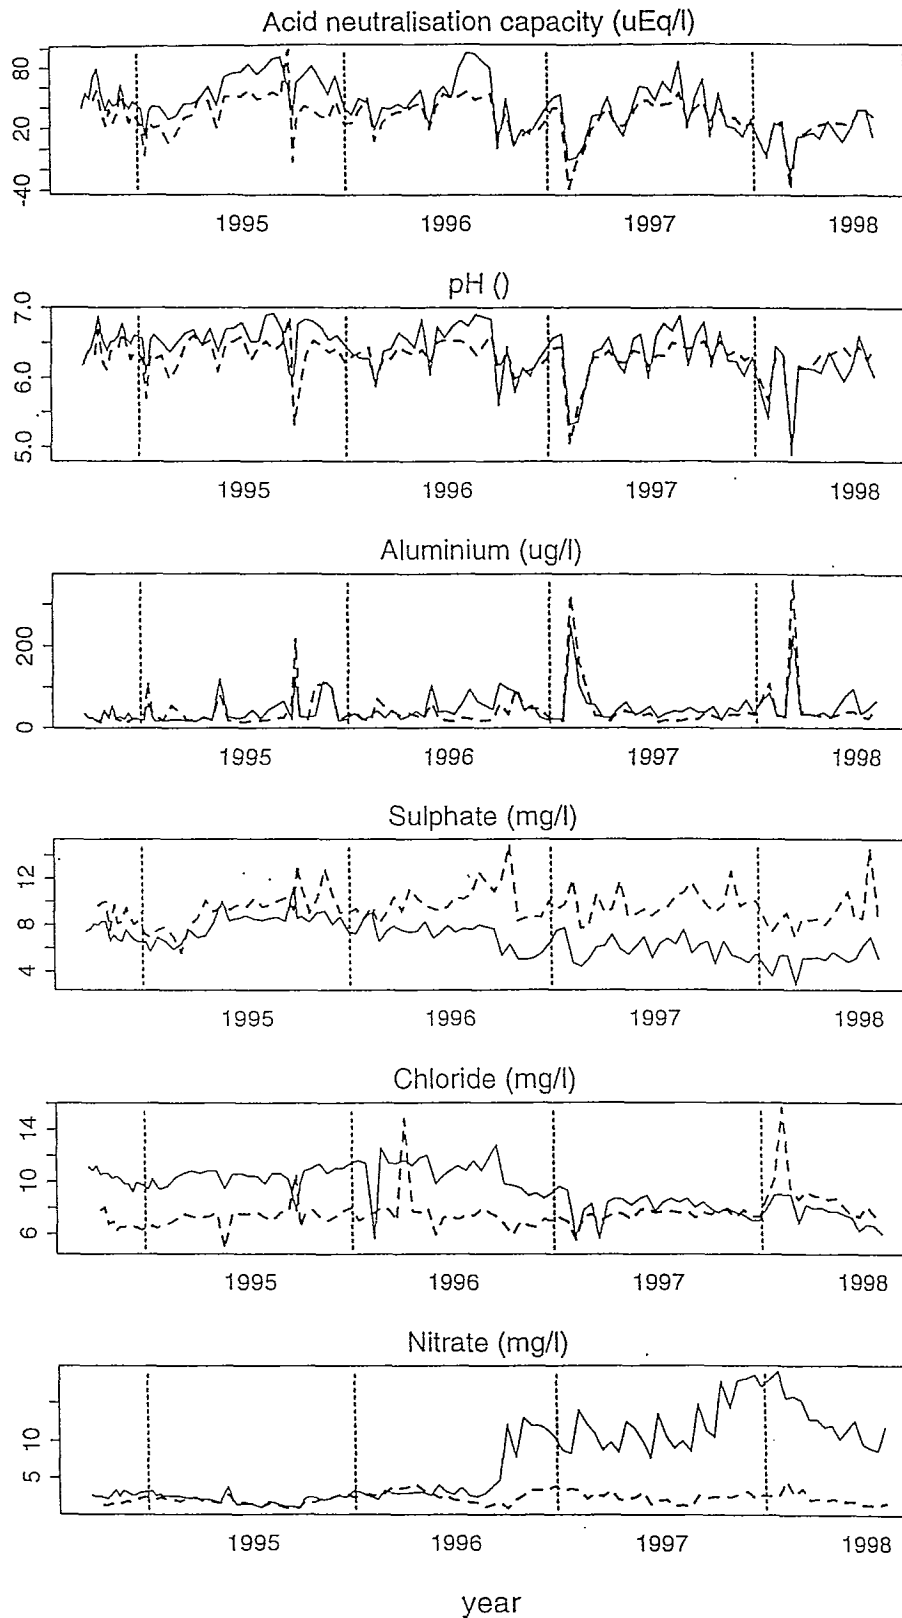 Acid neutralisation capacity (uEq/l)
80
20
-40
1995 1996 1997 1998
pH ()
7.0
6.0
5.0
1995 1996 1997 1998
Aluminium (ug/l)
200
0
1995 1996 1997 1998
Sulphate (mg/l)
12
8
4
1995 1996 1997 1998
Chloride (mg/l)
14
10
6
1995 1996 1997 1998
Nitrate (mg/l)
10
5
1995 1996 1997 1998
year